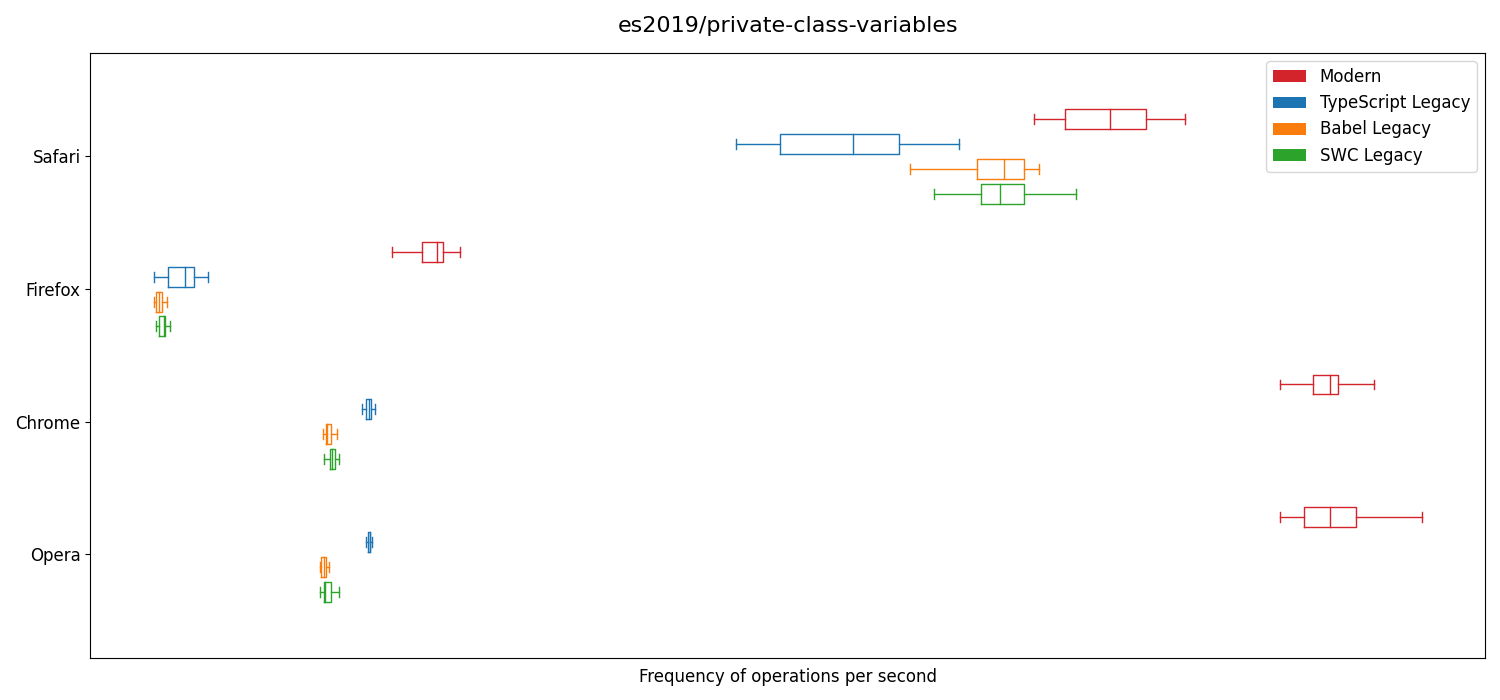 es2019/private-class-variables
Modern
TypeScript Legacy
Babel Legacy
SWC Legacy
Safari
Firefox
Chrome
Opera
Frequency of operations per second